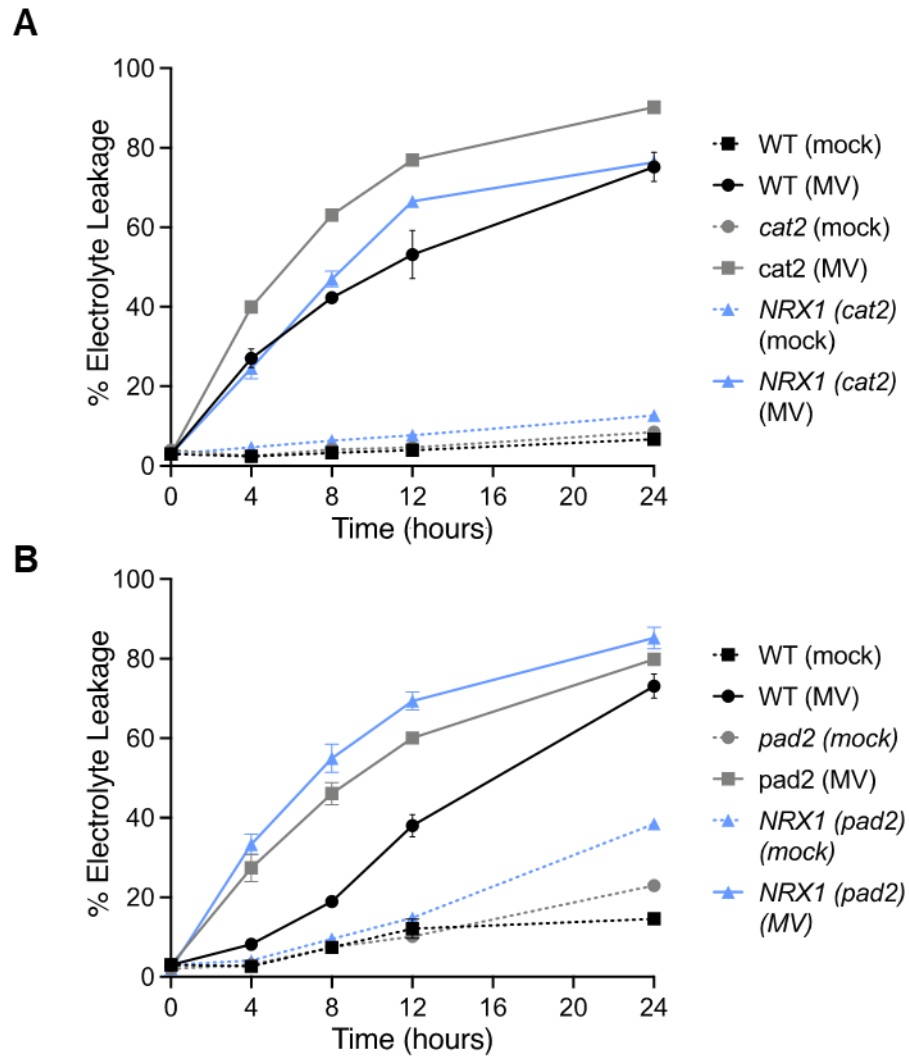 A
100
80
60
40
20
0
% Electrolyte Leakage
0 4 8 12 16 20 24
Time (hours)
WT (mock)
WT (MV)
cat2 (mock)
cat2 (MV)
NRX1 (cat2)
(mock)
NRX1 (cat2)
(MV)
B
100
80
60
40
20
0
% Electrolyte Leakage
0 4 8 12 16 20 24
Time (hours)
WT (mock)
WT (MV)
pad2 (mock)
pad2 (MV)
NRX1 (pad2)
(mock)
NRX1 (pad2)
(MV)